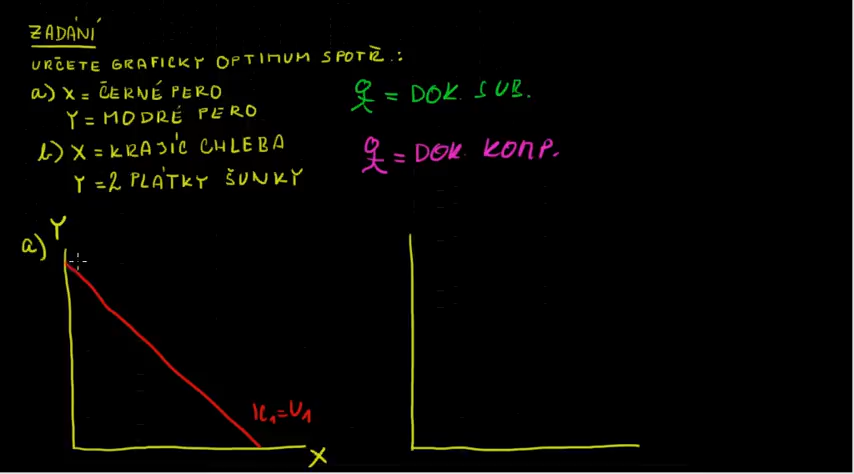 ZADÁNÍ
URČETE GRAFICKY OPTIMUM SPOTŘ.:
a) X = ČERNÉ PERO
Y = MODRÉ PERO
= DOK. SUB.
b) X = KRAJÍC CHLEBA
Y = 2 PLÁTKY ŠUNKY
= DOK. KOMP.
a)
Y
IC₁=U₁
X